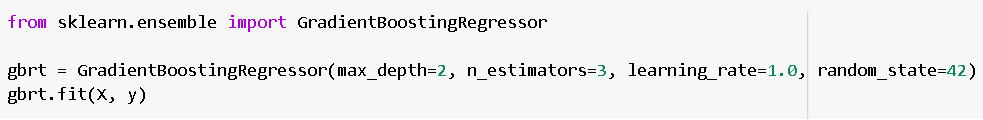 from sklearn.ensemble import GradientBoostingRegressor
gbrt = GradientBoostingRegressor(max_depth=2, n_estimators=3, learning_rate=1.0, random_state=42)
gbrt.fit(X, y)